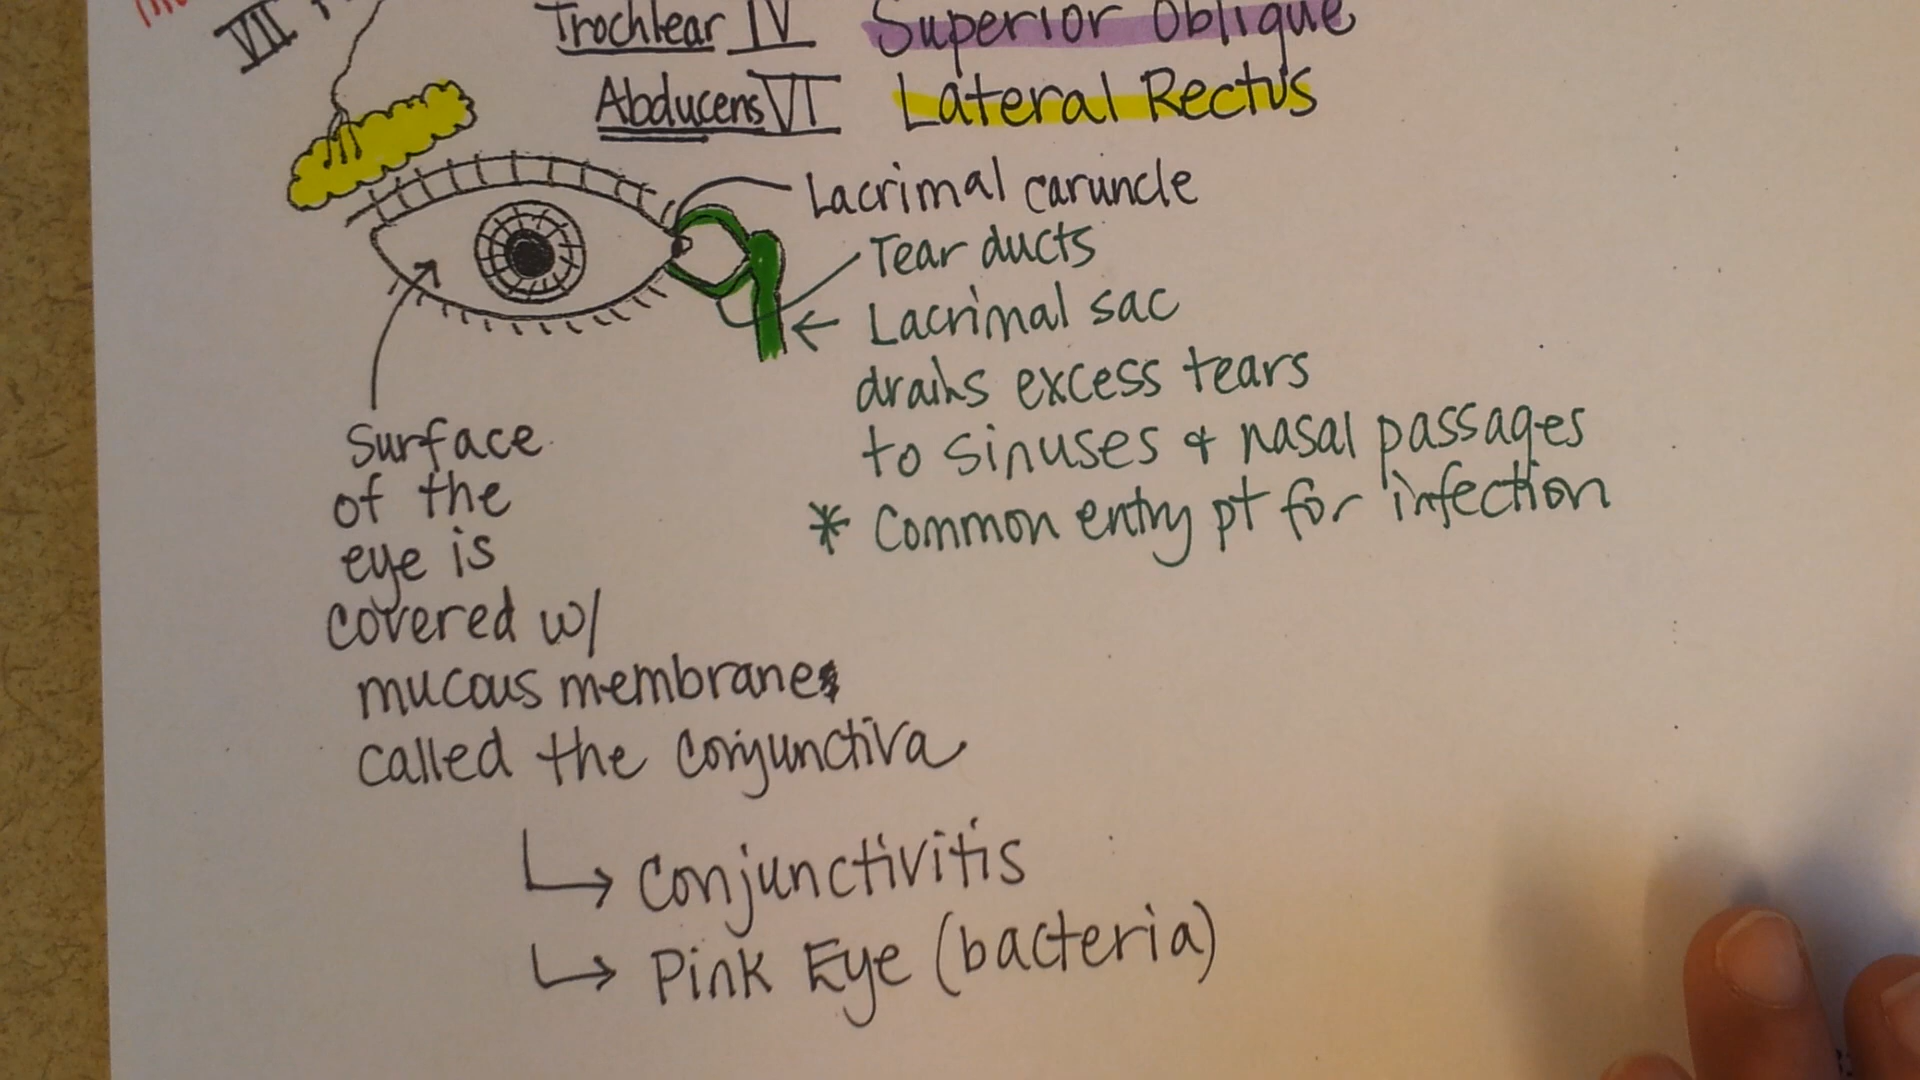 VII
Trochlear IV Superior Oblique
Abducens VI Lateral Rectus
Lacrimal caruncle
Tear ducts
Lacrimal sac
drains excess tears
to sinuses & nasal passages
* Common entry pt for infection
Surface
of the
eye is
covered w/
mucous membrane
called the conjunctiva
Conjunctivitis
Pink Eye (bacteria)